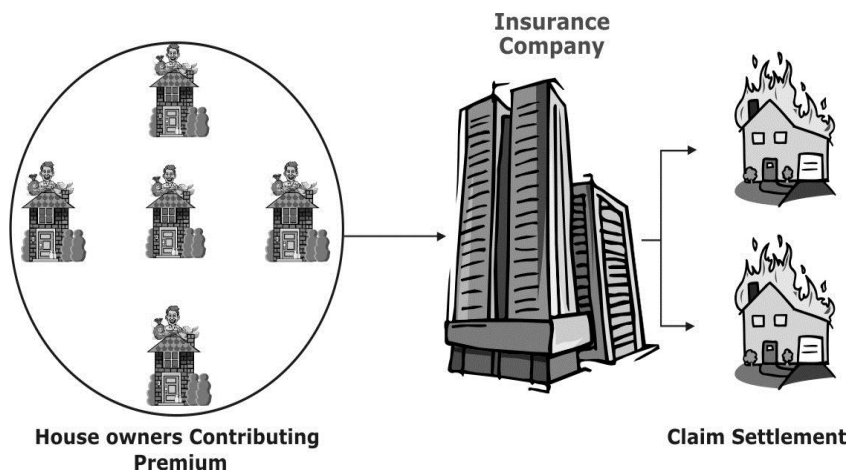 Insurance
Company
House owners Contributing
Premium
Claim Settlement